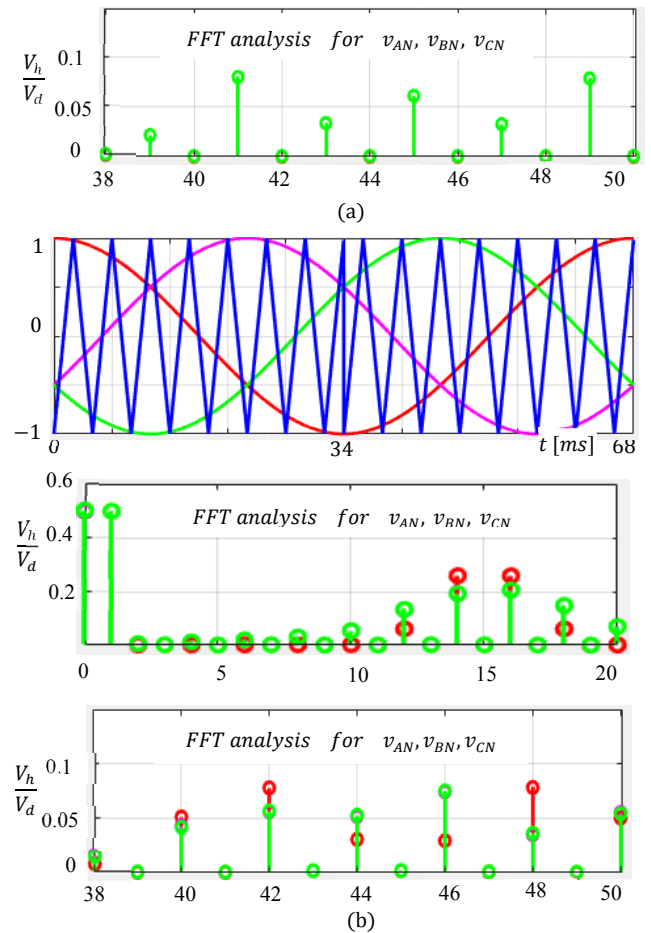 FFT analysis for v_AN, v_BN, v_CN
V_h
V_d
0.1
0.05
0
38 40 42 44 46 48 50
(a)
1
0
−1
0 34 t [ms] 68
0.6
FFT analysis for v_AN, v_BN, v_CN
V_h
V_d
0.4
0.2
0 5 10 15 20
FFT analysis for v_AN, v_BN, v_CN
V_h
V_d
0.1
0.05
0
38 40 42 44 46 48 50
(b)